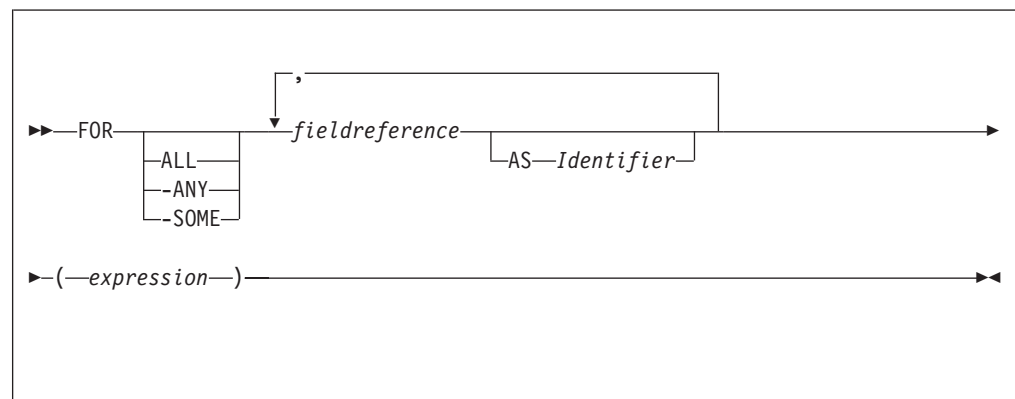 ,
FOR fieldreference
ALL AS Identifier
-ANY
-SOME
( expression )